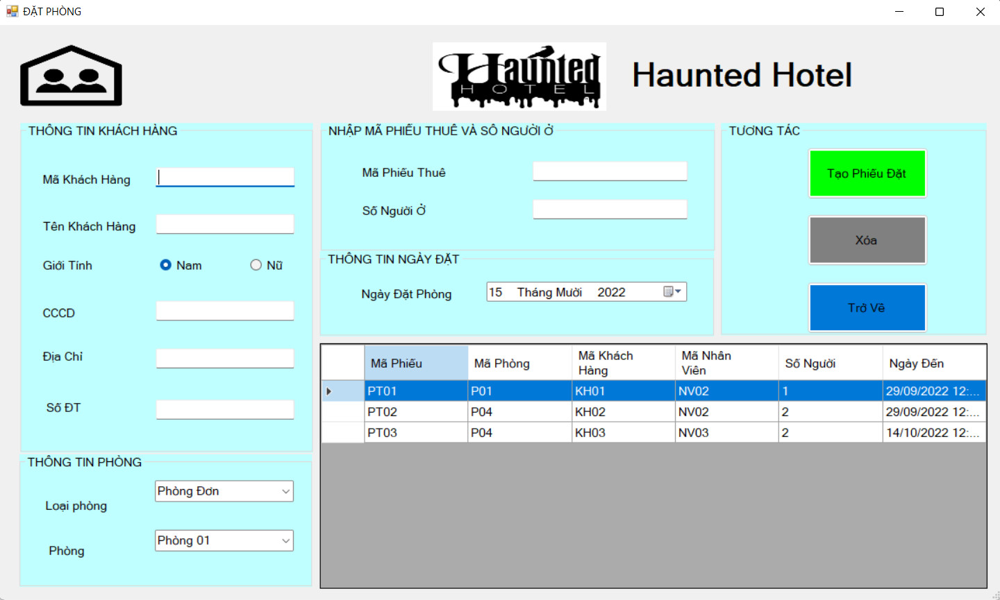 ĐẶT PHÒNG
Haunted
HOTEL
Haunted Hotel
THÔNG TIN KHÁCH HÀNG
Mã Khách Hàng
Tên Khách Hàng
Giới Tính
Nam
Nữ
CCCD
Địa Chỉ
Số ĐT
THÔNG TIN PHÒNG
Loại phòng
Phòng Đơn
Phòng
Phòng 01
NHẬP MÃ PHIẾU THUÊ VÀ SỐ NGƯỜI Ở
Mã Phiếu Thuê
Số Người Ở
THÔNG TIN NGÀY ĐẶT
Ngày Đặt Phòng
15 Tháng Mười 2022
TƯƠNG TÁC
Tạo Phiếu Đặt
Xóa
Trở Về
Mã Phiếu Mã Phòng Mã Khách Hàng Mã Nhân Viên Số Người Ngày Đến
PT01 P01 KH01 NV02 1 29/09/2022 12:...
PT02 P04 KH02 NV02 2 29/09/2022 12:...
PT03 P04 KH03 NV03 2 14/10/2022 12:...